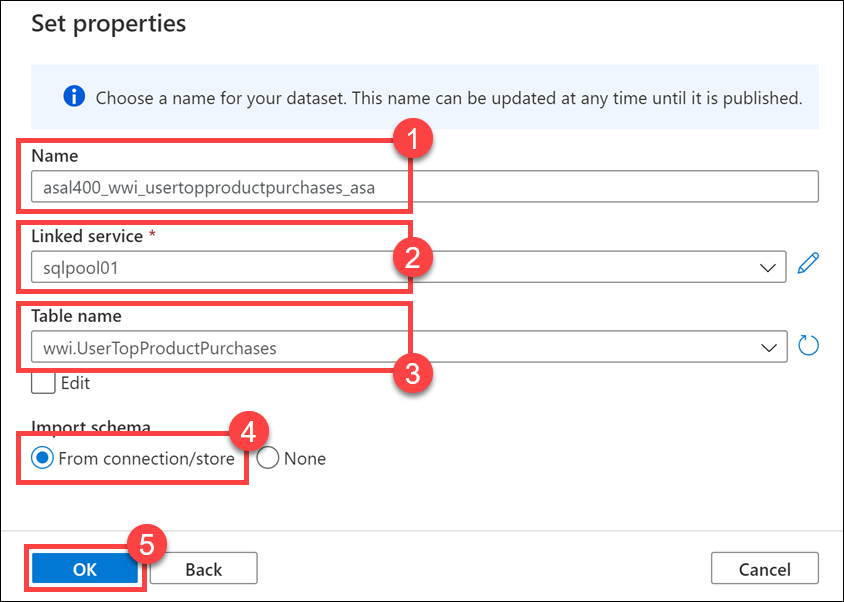 Set properties
Choose a name for your dataset. This name can be updated at any time until it is published.
1
Name
asal400_wwi_usertopproductpurchases_asa
Linked service *
2
sqlpool01
Table name
wwi.UserTopProductPurchases
3
Edit
Import schema
4
From connection/store None
5
OK Back Cancel